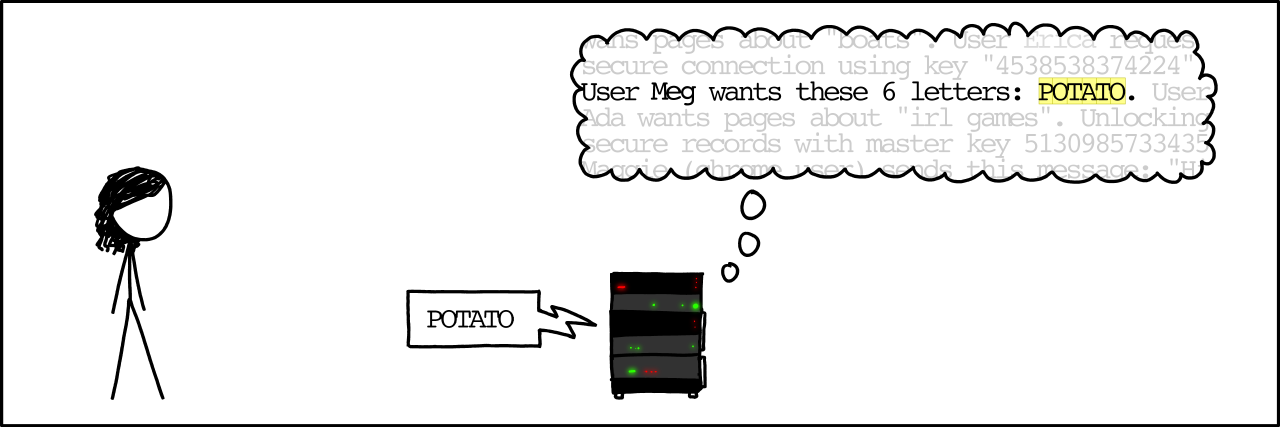 wans pages about "boats". User Erica reques
secure connection using key "4538538374224"
User Meg wants these 6 letters: POTATO. User
Ada wants pages about "irl games". Unlocking
secure records with master key 5130985733435
Maggie (chrome user) sends this message: "H
POTATO